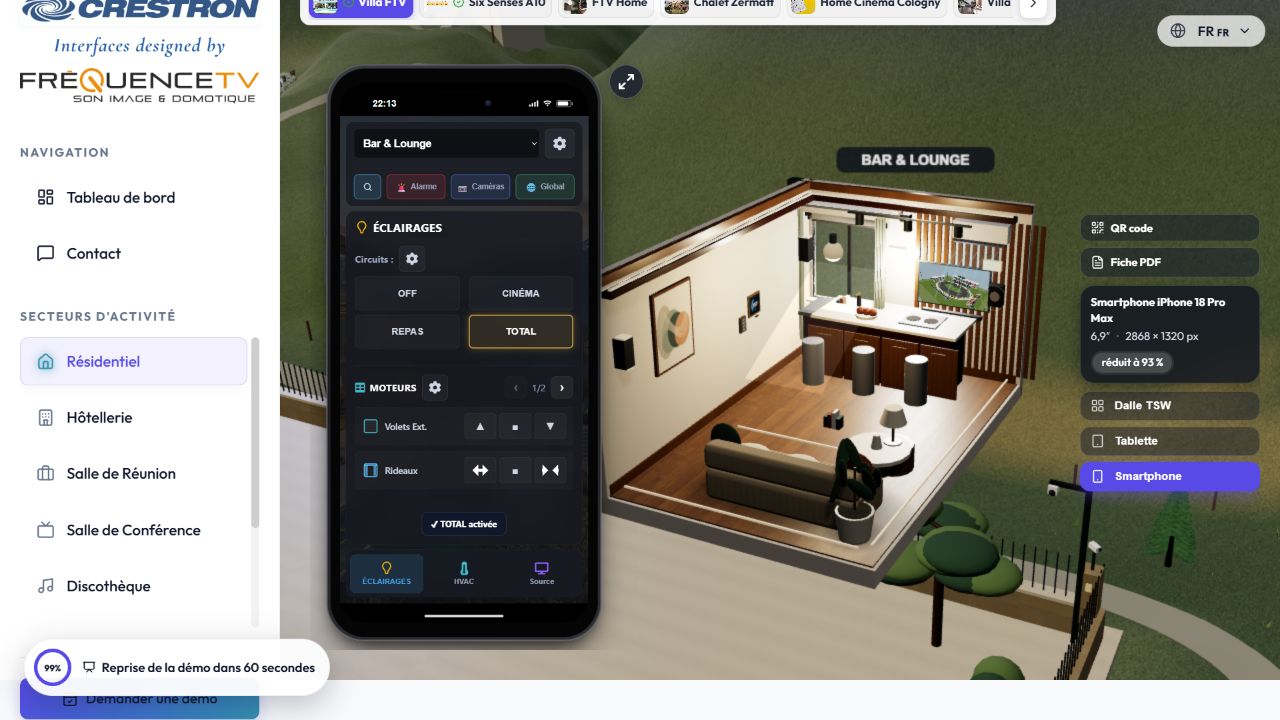 CRESTRON
Interfaces designed by
FRÉQUENCETV
SON IMAGE & DOMOTIQUE
NAVIGATION
Tableau de bord
Contact
SECTEURS D'ACTIVITÉ
Résidentiel
Hôtellerie
Salle de Réunion
Salle de Conférence
Discothèque
99%
Reprise de la démo dans 60 secondes
Demander une démo
Villa FTV
Six Senses A10
FTV Home
Chalet Zermatt
Home Cinema Cologny
Villa
FR FR
22:13
Bar & Lounge
Alarme
Caméras
Global
ÉCLAIRAGES
Circuits :
OFF
CINÉMA
REPAS
TOTAL
MOTEURS
1/2
Volets Ext.
Rideaux
✓ TOTAL activée
ÉCLAIRAGES
HVAC
Source
BAR & LOUNGE
QR code
Fiche PDF
Smartphone iPhone 18 Pro
Max
6,9" · 2868 × 1320 px
réduit à 93 %
Dalle TSW
Tablette
Smartphone